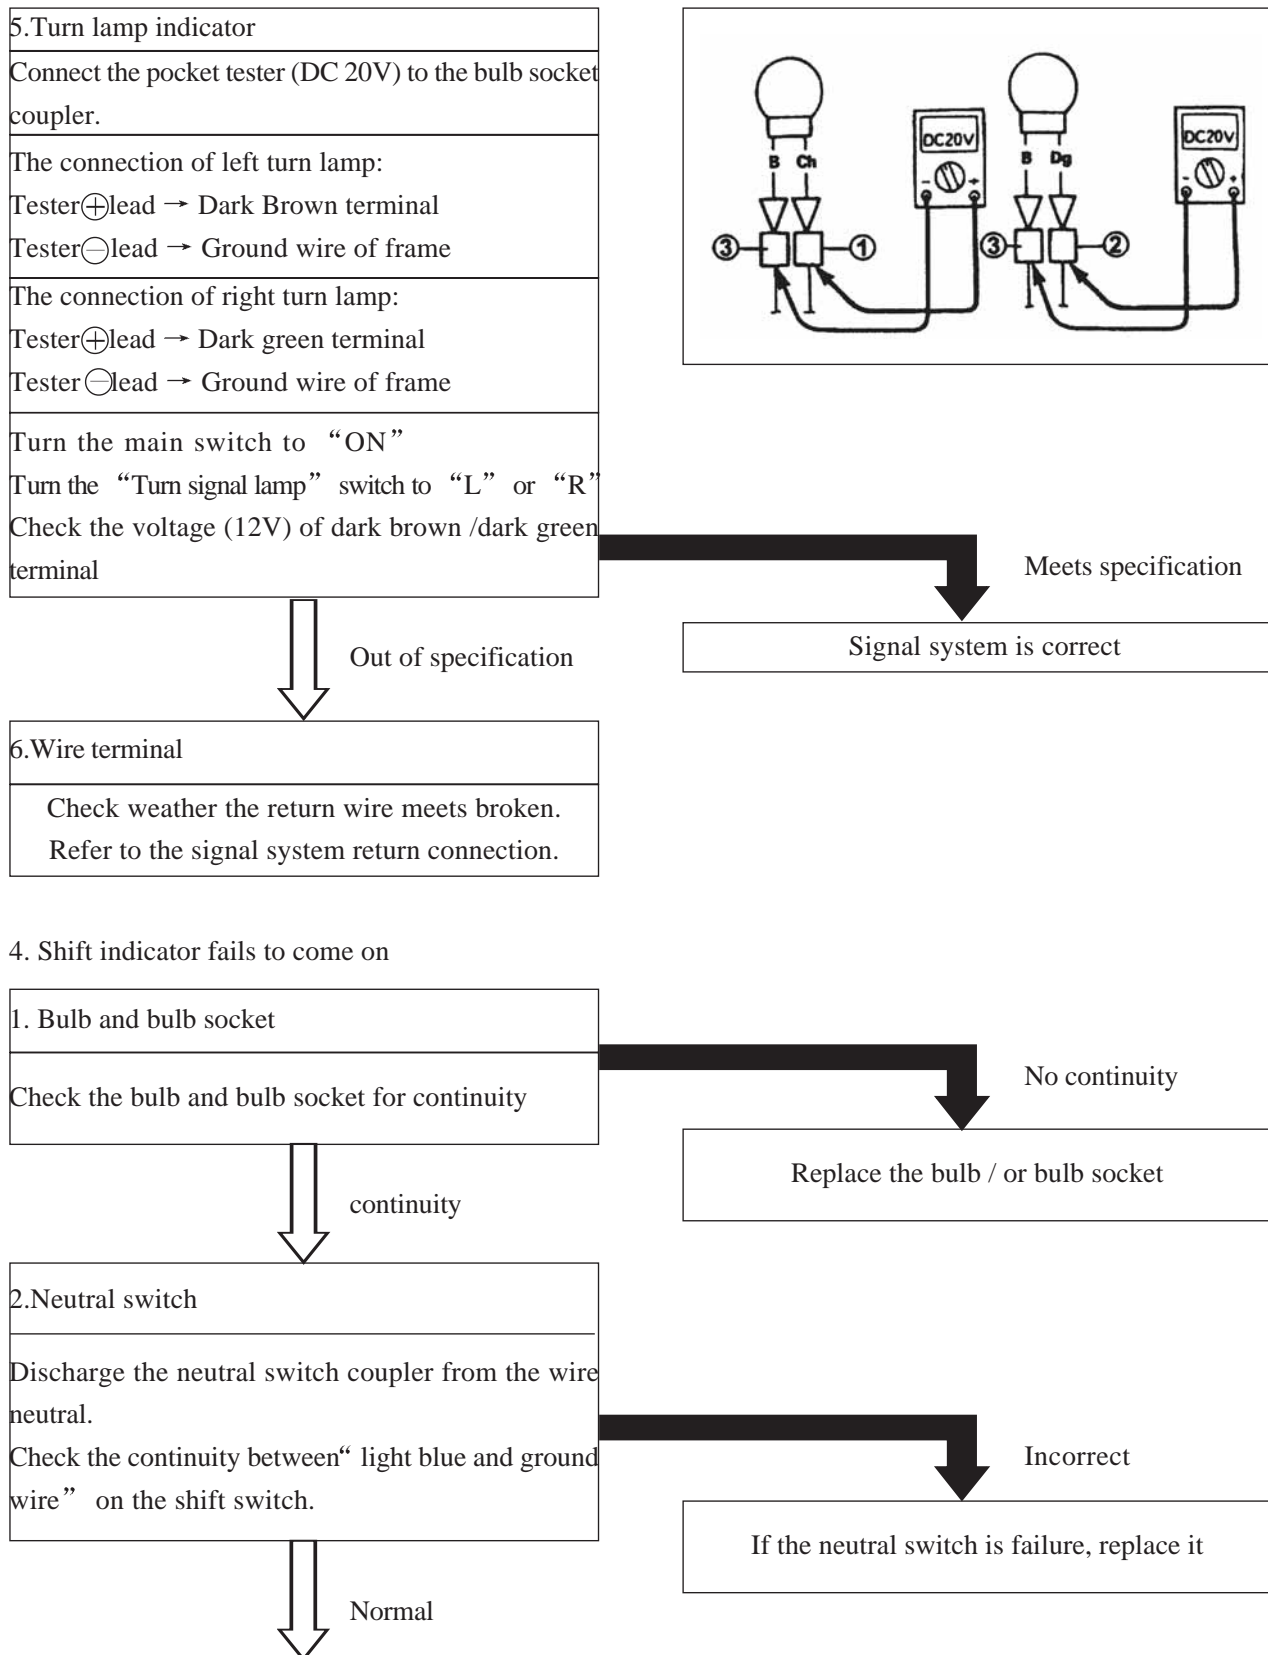 5.Turn lamp indicator
Connect the pocket tester (DC 20V) to the bulb socket
coupler.
The connection of left turn lamp:
Tester⊕lead → Dark Brown terminal
Tester⊖lead → Ground wire of frame
The connection of right turn lamp:
Tester⊕lead → Dark green terminal
Tester⊖lead → Ground wire of frame
Turn the main switch to “ON”
Turn the “Turn signal lamp” switch to “L” or “R”
Check the voltage (12V) of dark brown /dark green
terminal
B Ch
DC20V
- +
③ ①
B Dg
DC20V
- +
③ ②
Meets specification
Signal system is correct
Out of specification
6.Wire terminal
Check weather the return wire meets broken.
Refer to the signal system return connection.
4. Shift indicator fails to come on
1. Bulb and bulb socket
Check the bulb and bulb socket for continuity
No continuity
Replace the bulb / or bulb socket
continuity
2.Neutral switch
Discharge the neutral switch coupler from the wire
neutral.
Check the continuity between“ light blue and ground
wire” on the shift switch.
Incorrect
If the neutral switch is failure, replace it
Normal